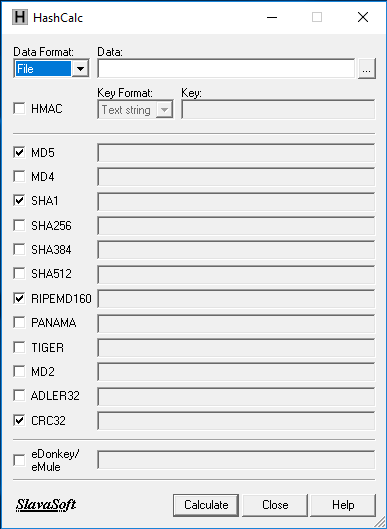 H HashCalc
Data Format: Data:
File ...
Key Format: Key:
HMAC Text string
MD5
MD4
SHA1
SHA256
SHA384
SHA512
RIPEMD160
PANAMA
TIGER
MD2
ADLER32
CRC32
eDonkey/
eMule
SlavaSoft Calculate Close Help